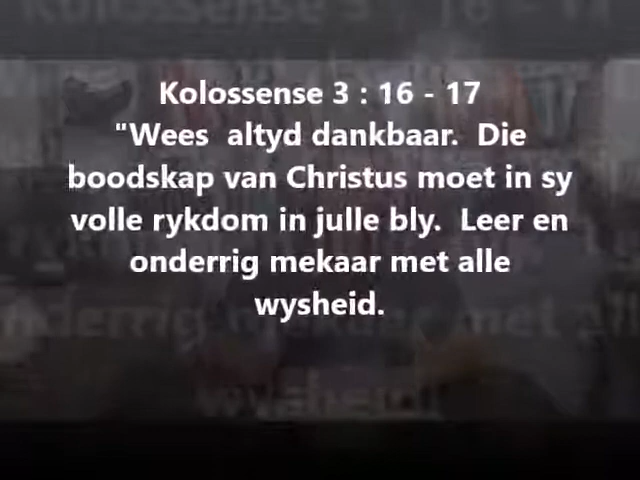 Kolossense 3 : 16 - 17
"Wees altyd dankbaar. Die
boodskap van Christus moet in sy
volle rykdom in julle bly. Leer en
onderrig mekaar met alle
wysheid.